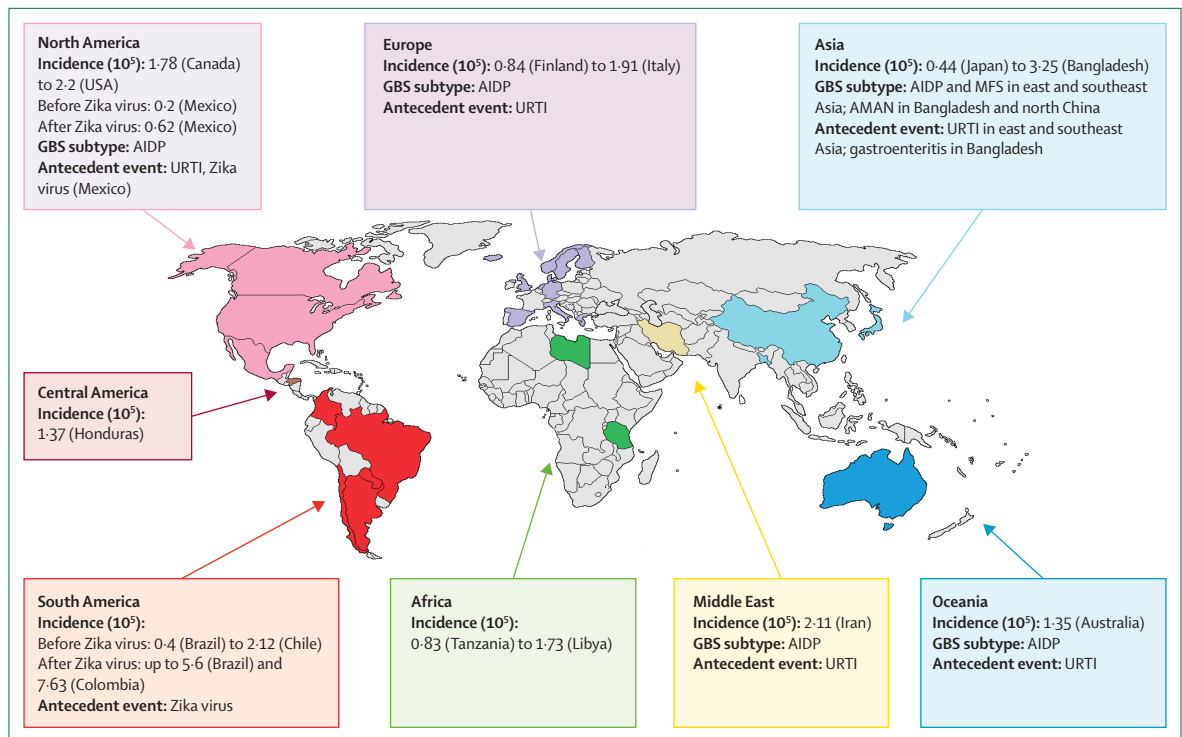 North America
Incidence (10⁵): 1·78 (Canada)
to 2·2 (USA)
Before Zika virus: 0·2 (Mexico)
After Zika virus: 0·62 (Mexico)
GBS subtype: AIDP
Antecedent event: URTI, Zika
virus (Mexico)
Europe
Incidence (10⁵): 0·84 (Finland) to 1·91 (Italy)
GBS subtype: AIDP
Antecedent event: URTI
Asia
Incidence (10⁵): 0·44 (Japan) to 3·25 (Bangladesh)
GBS subtype: AIDP and MFS in east and southeast
Asia; AMAN in Bangladesh and north China
Antecedent event: URTI in east and southeast
Asia; gastroenteritis in Bangladesh
Central America
Incidence (10⁵):
1·37 (Honduras)
South America
Incidence (10⁵):
Before Zika virus: 0·4 (Brazil) to 2·12 (Chile)
After Zika virus: up to 5·6 (Brazil) and
7·63 (Colombia)
Antecedent event: Zika virus
Africa
Incidence (10⁵):
0·83 (Tanzania) to 1·73 (Libya)
Middle East
Incidence (10⁵): 2·11 (Iran)
GBS subtype: AIDP
Antecedent event: URTI
Oceania
Incidence (10⁵): 1·35 (Australia)
GBS subtype: AIDP
Antecedent event: URTI